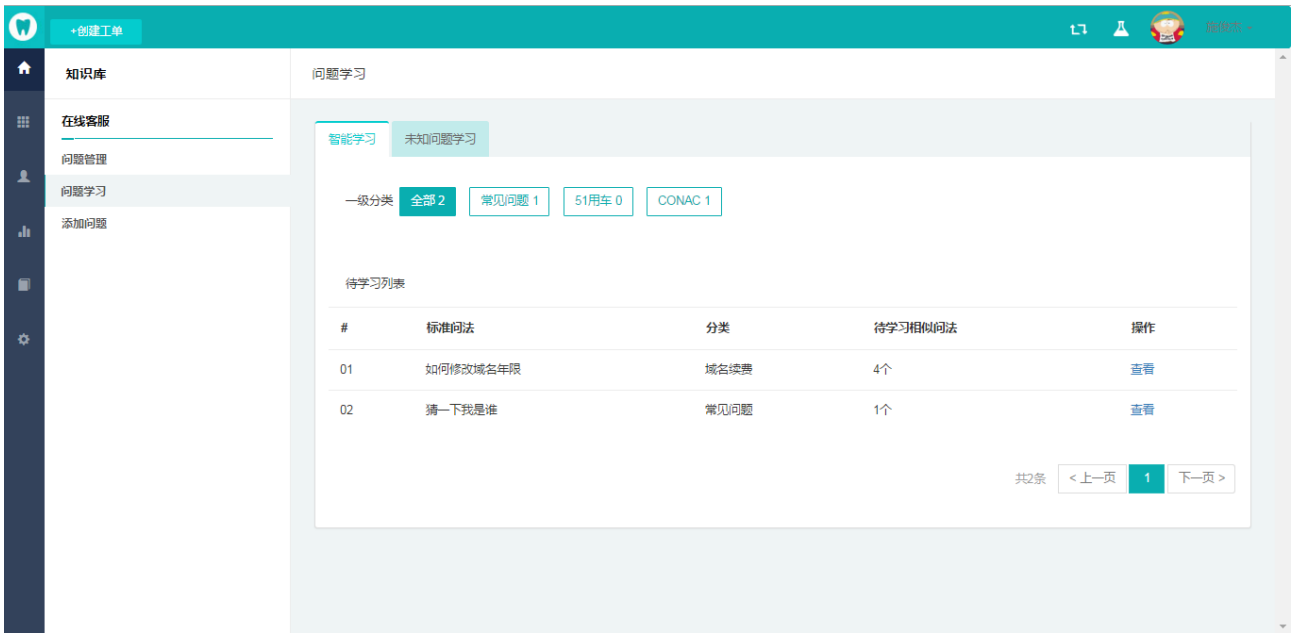 +创建工单
知识库
问题学习
在线客服
问题管理
问题学习
添加问题
智能学习 未知问题学习
一级分类 全部 2 常见问题 1 51用车 0 CONAC 1
待学习列表
# 标准问法 分类 待学习相似问法 操作
01 如何修改域名年限 域名续费 4个 查看
02 猜一下我是谁 常见问题 1个 查看
共2条 < 上一页 1 下一页 >